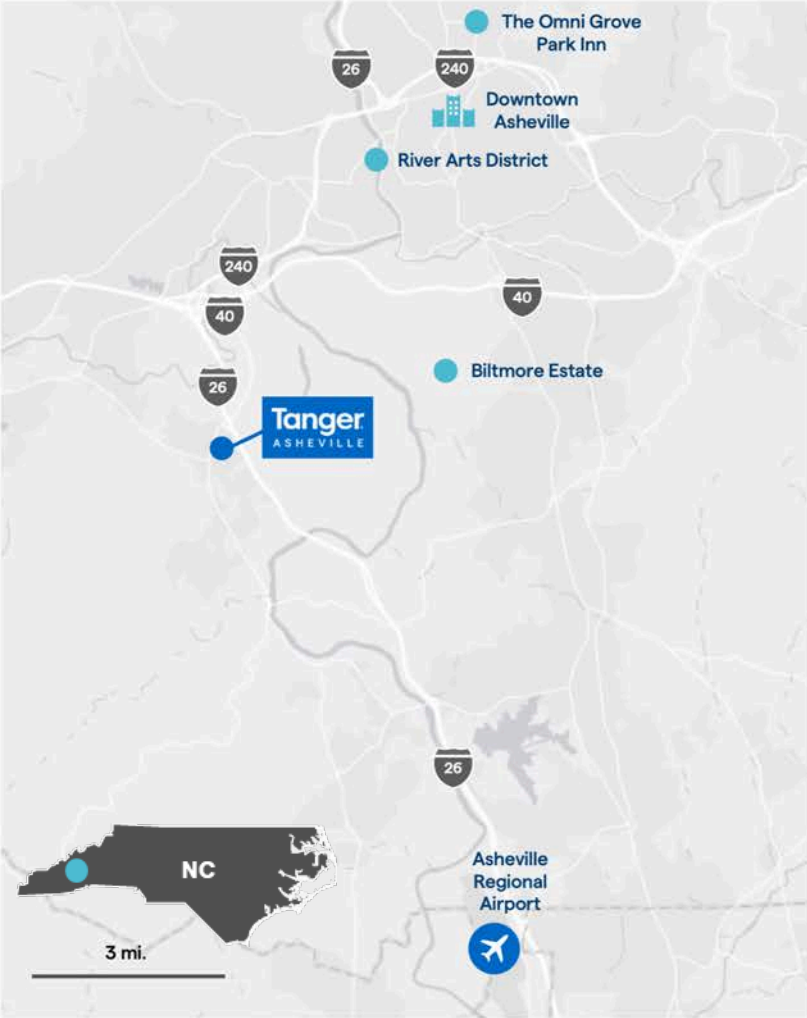 The Omni Grove
Park Inn
26
240
Downtown
Asheville
River Arts District
240
40
40
26
Biltmore Estate
Tanger
ASHEVILLE
26
Asheville
Regional
Airport
NC
3 mi.